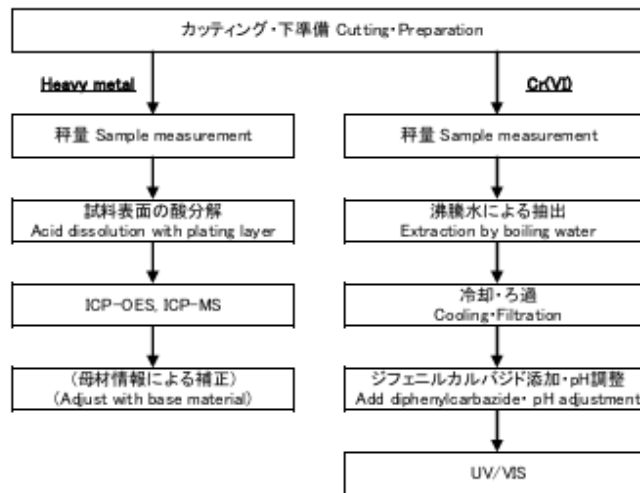 カッティング・下準備 Cutting・Preparation
Heavy metal
秤量 Sample measurement
試料表面の酸分解
Acid dissolution with plating layer
ICP-OES, ICP-MS
(母材情報による補正)
(Adjust with base material)
Cr(VI)
秤量 Sample measurement
沸騰水による抽出
Extraction by boiling water
冷却・ろ過
Cooling・Filtration
ジフェニルカルバジド添加・pH調整
Add diphenylcarbazide・ pH adjustment
UV/VIS